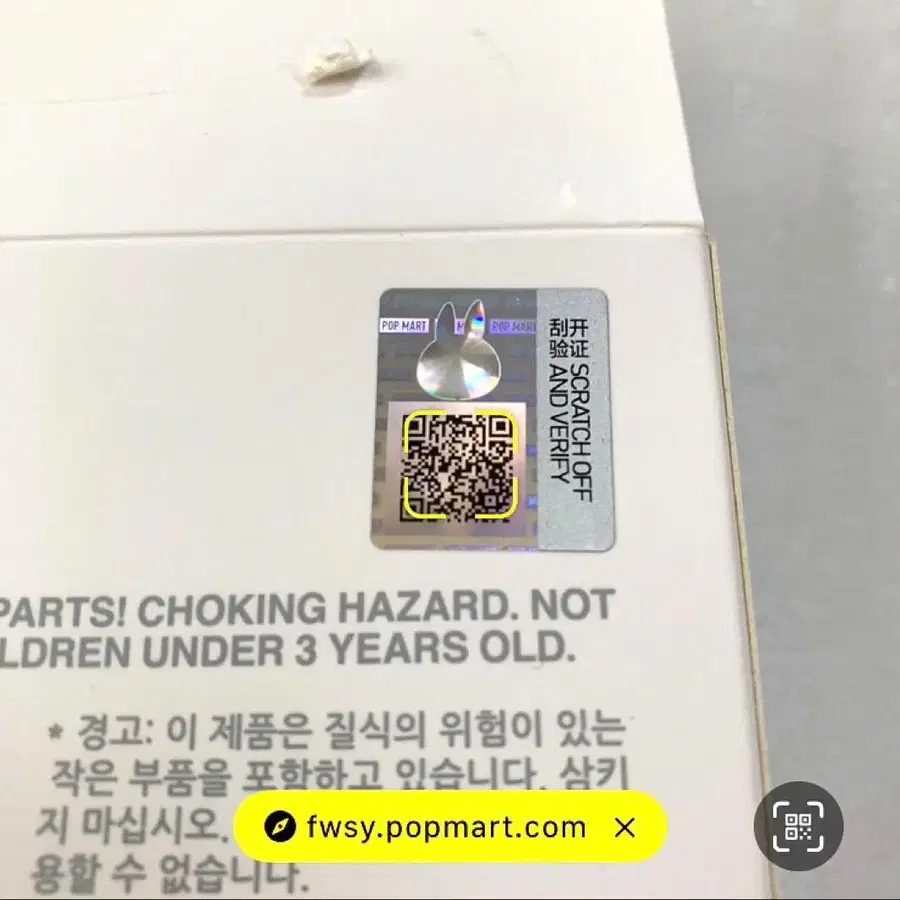 POP MART
POP MART
刮开
验证
SCRATCH OFF
AND VERIFY
PARTS! CHOKING HAZARD. NOT
LDREN UNDER 3 YEARS OLD.
* 경고: 이 제품은 질식의 위험이 있는
작은 부품을 포함하고 있습니다. 삼키
지 마십시오.
용할 수 없습니다.
fwsy.popmart.com